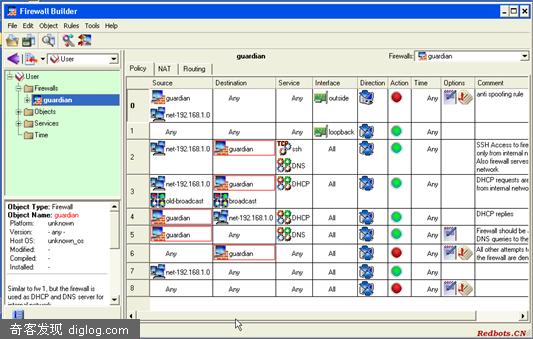 Firewall Builder
File Edit Object Rules Tools Help
User
guardian
Firewalls: guardian
User
Firewalls
guardian
Objects
Services
Time
Policy NAT Routing
Source Destination Service Interface Direction Action Time Options Comment
0 guardian Any Any outside Any anti spoofing rule
net-192.168.1.0
1 Any Any Any loopback Any
2 net-192.168.1.0 guardian ssh All Any SSH Access to fire
DNS only from internal n
Also firewall serves
network
3 net-192.168.1.0 guardian DHCP All Any DHCP requests are
old-broadcast broadcast from internal network
4 guardian net-192.168.1.0 DHCP All Any DHCP replies
5 guardian Any DNS All Any Firewall should be a
DNS queries to the
6 Any guardian Any All Any All other attempts t
the firewall are den
7 net-192.168.1.0 Any Any All Any
8 Any Any Any All Any
Object Type: Firewall
Object Name: guardian
Platform: unknown
Version: - any -
Host OS: unknown_os
Modified: -
Compiled: -
Installed: -
Similar to fw 1, but the firewall is
used as DHCP and DNS server for
internal network
奇客发现 diglog.com
Redbots.CN